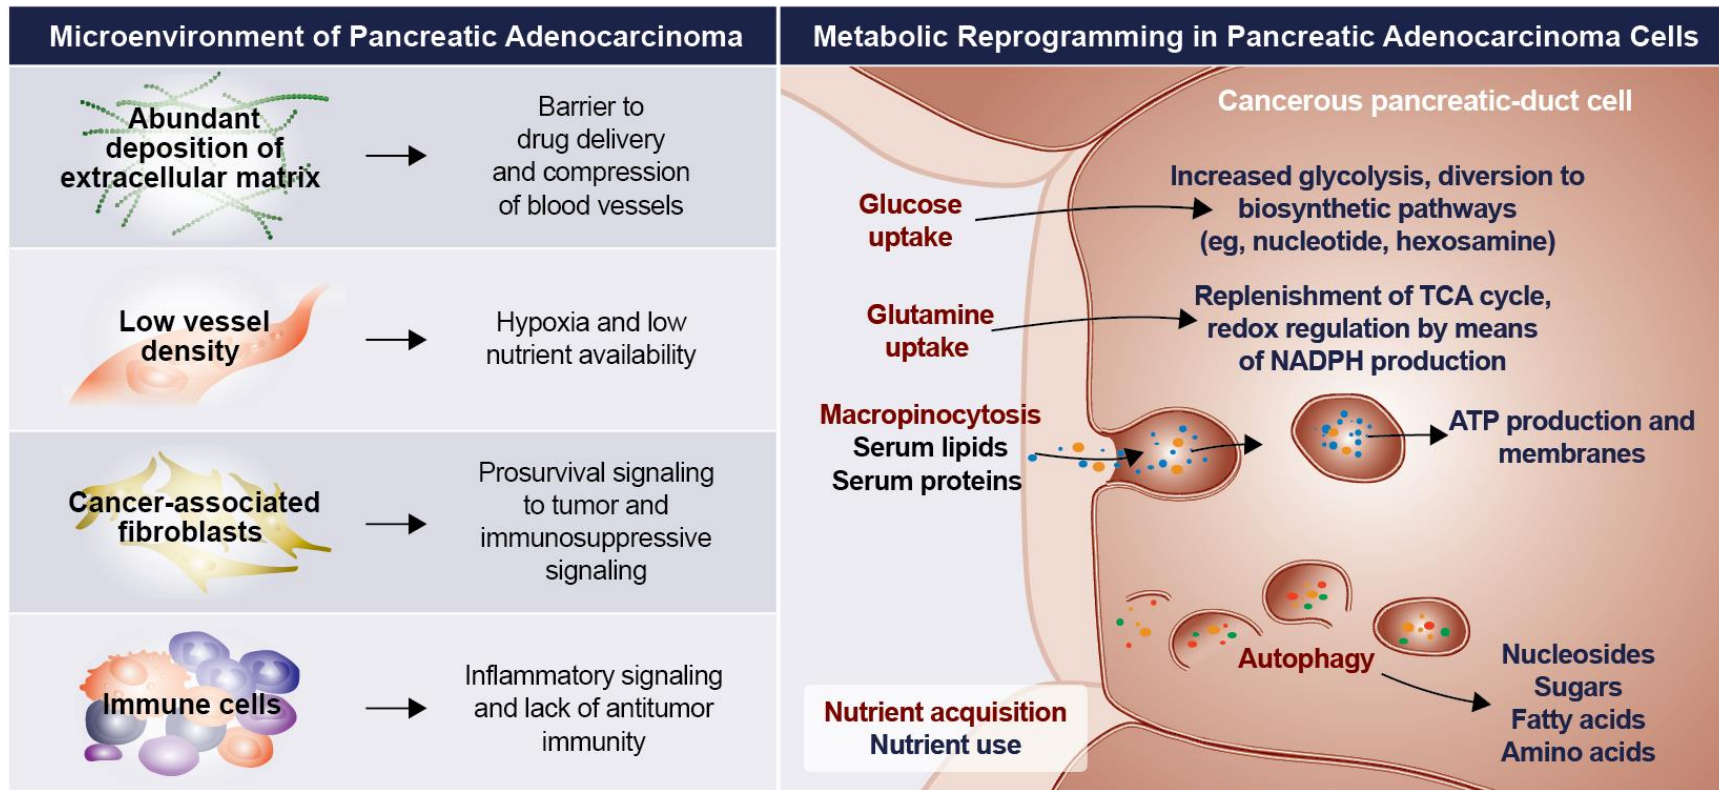 Microenvironment of Pancreatic Adenocarcinoma
Abundant
deposition of
extracellular matrix
Barrier to
drug delivery
and compression
of blood vessels
Low vessel
density
Hypoxia and low
nutrient availability
Cancer-associated
fibroblasts
Prosurvival signaling
to tumor and
immunosuppressive
signaling
Immune cells
Inflammatory signaling
and lack of antitumor
immunity
Metabolic Reprogramming in Pancreatic Adenocarcinoma Cells
Cancerous pancreatic-duct cell
Glucose
uptake
Increased glycolysis, diversion to
biosynthetic pathways
(eg, nucleotide, hexosamine)
Glutamine
uptake
Replenishment of TCA cycle,
redox regulation by means
of NADPH production
Macropinocytosis
Serum lipids
Serum proteins
ATP production and
membranes
Autophagy
Nucleosides
Sugars
Fatty acids
Amino acids
Nutrient acquisition
Nutrient use